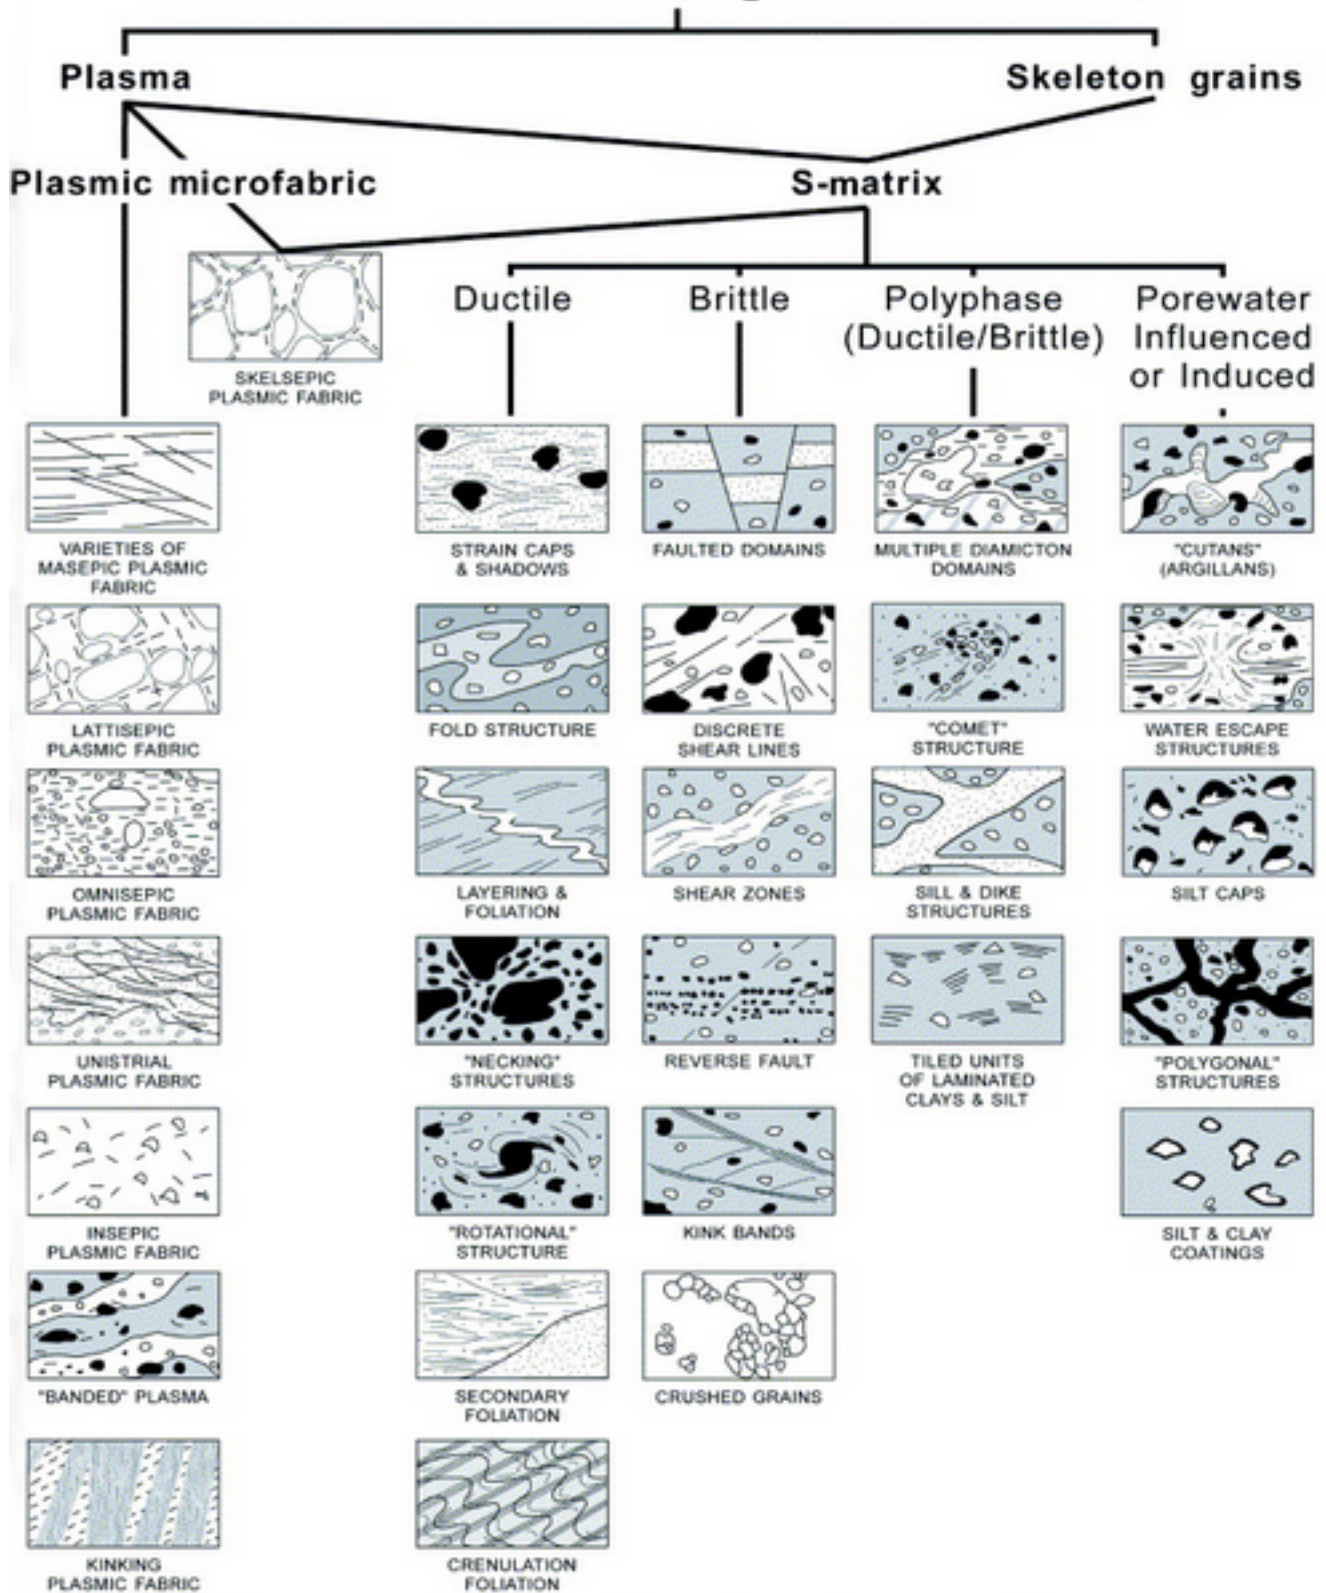 Plasma
Skeleton grains
Plasmic microfabric
S-matrix
SKELSEPIC
PLASMIC FABRIC
Ductile
Brittle
Polyphase
(Ductile/Brittle)
Porewater
Influenced
or Induced
VARIETIES OF
MASEPIC PLASMIC
FABRIC
STRAIN CAPS
& SHADOWS
FAULTED DOMAINS
MULTIPLE DIAMICTON
DOMAINS
"CUTANS"
(ARGILLANS)
LATTISEPIC
PLASMIC FABRIC
FOLD STRUCTURE
DISCRETE
SHEAR LINES
"COMET"
STRUCTURE
WATER ESCAPE
STRUCTURES
OMNISEPIC
PLASMIC FABRIC
LAYERING &
FOLIATION
SHEAR ZONES
SILL & DIKE
STRUCTURES
SILT CAPS
UNISTRIAL
PLASMIC FABRIC
"NECKING"
STRUCTURES
REVERSE FAULT
TILED UNITS
OF LAMINATED
CLAYS & SILT
"POLYGONAL"
STRUCTURES
INSEPIC
PLASMIC FABRIC
"ROTATIONAL"
STRUCTURE
KINK BANDS
SILT & CLAY
COATINGS
"BANDED" PLASMA
SECONDARY
FOLIATION
CRUSHED GRAINS
KINKING
PLASMIC FABRIC
CRENULATION
FOLIATION